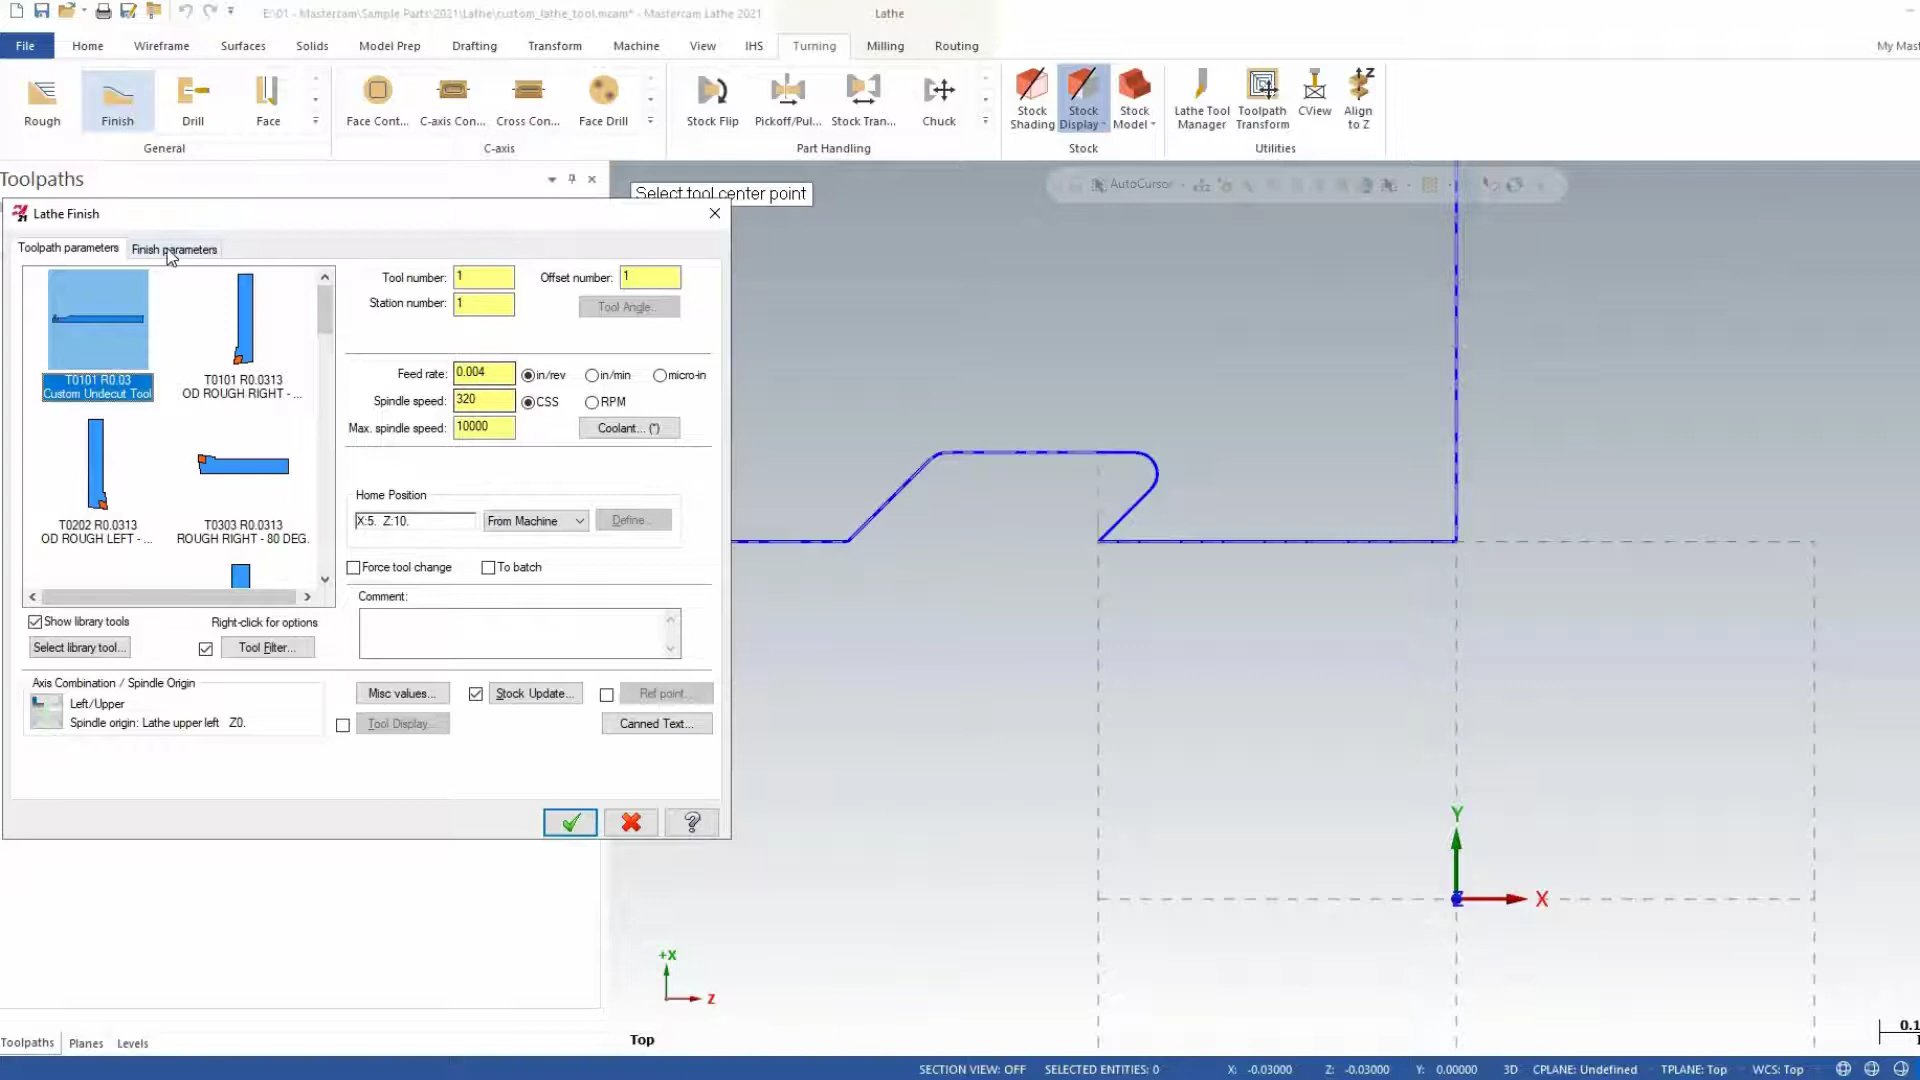 E:\01 - Mastercam\Sample Parts\2021\Lathe\custom_lathe_tool.mcam* - Mastercam Lathe 2021
Lathe
File Home Wireframe Surfaces Solids Model Prep Drafting Transform Machine View IHS Turning Milling Routing My Mast
Rough Finish Drill Face Face Cont... C-axis Con... Cross Con... Face Drill Stock Flip Pickoff/Pul... Stock Tran... Chuck Stock Shading Stock Display Stock Model Lathe Tool Manager Toolpath Transform CView Align to Z
General C-axis Part Handling Stock Utilities
Toolpaths
Select tool center point
AutoCursor
Lathe Finish
Toolpath parameters Finish parameters
Tool number: 1 Offset number: 1
Station number: 1 Tool Angle...
T0101 R0.03
Custom Undecut Tool
T0101 R0.0313
OD ROUGH RIGHT - ...
Feed rate: 0.004 in/rev in/min micro-in
Spindle speed: 320 CSS RPM
Max. spindle speed: 10000 Coolant... (*)
T0202 R0.0313
OD ROUGH LEFT - ...
T0303 R0.0313
ROUGH RIGHT - 80 DEG.
Home Position
X:5. Z:10. From Machine Define...
Force tool change To batch
Comment:
Show library tools Right-click for options
Select library tool... Tool Filter...
Axis Combination / Spindle Origin
Left/Upper
Spindle origin: Lathe upper left Z0.
Misc values... Stock Update... Ref point...
Tool Display... Canned Text...
Y
X
Z
+X
Z
Top
0.1
Toolpaths Planes Levels
SECTION VIEW: OFF SELECTED ENTITIES: 0 X: -0.03000 Z: -0.03000 Y: 0.00000 3D CPLANE: Undefined TPLANE: Top WCS: Top